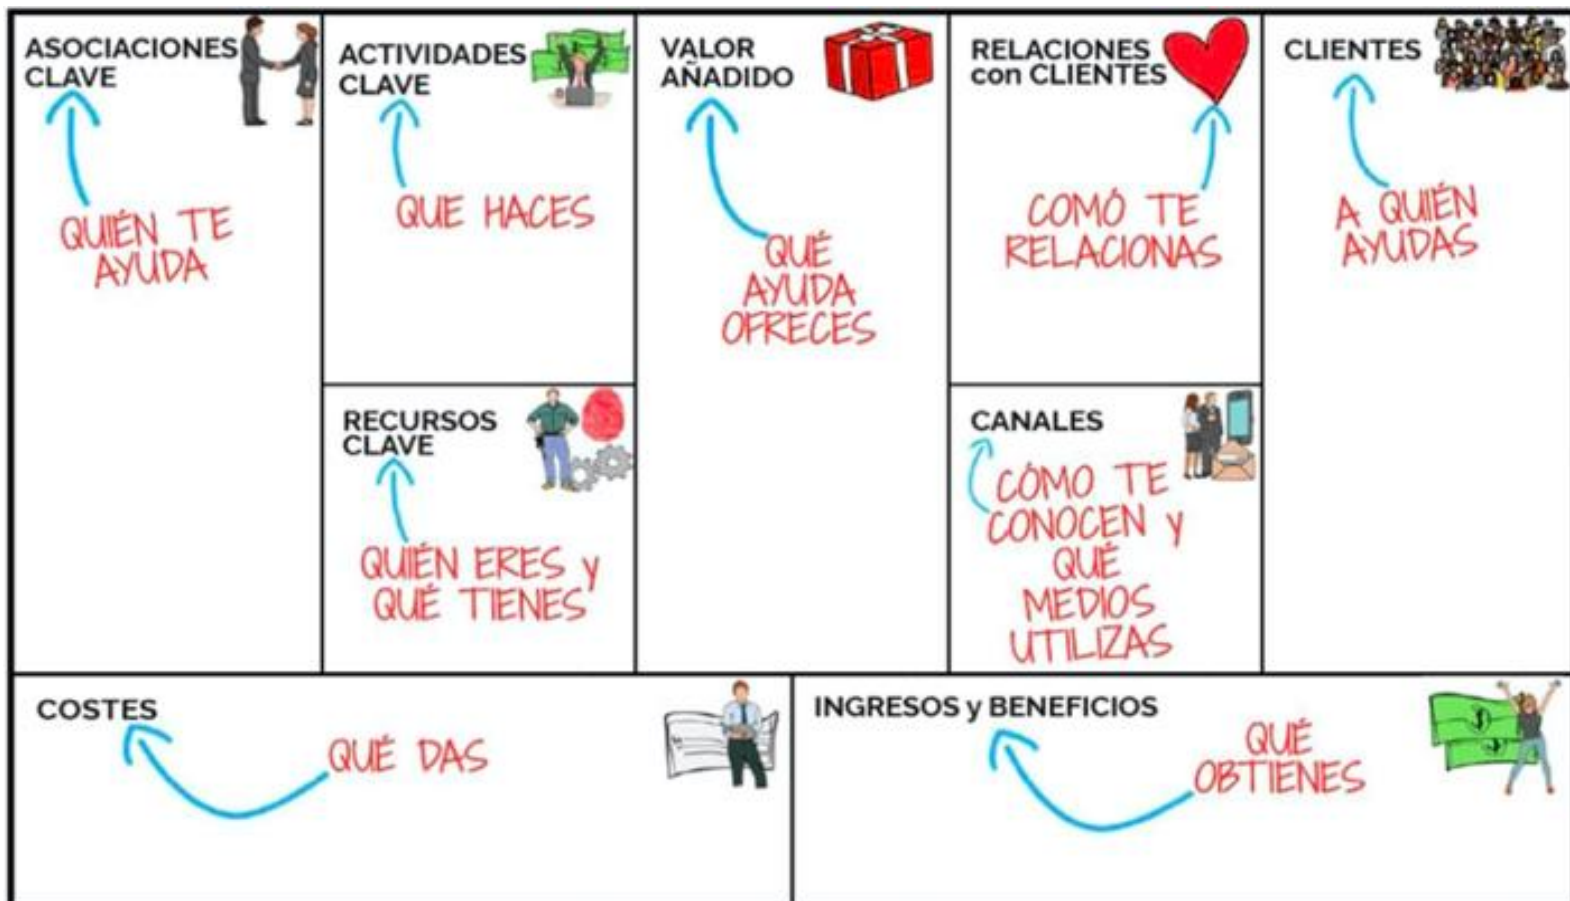 ASOCIACIONES
CLAVE
QUIÉN TE
AYUDA
ACTIVIDADES
CLAVE
QUE HACES
RECURSOS
CLAVE
QUIÉN ERES y
QUÉ TIENES
VALOR
AÑADIDO
QUÉ
AYUDA
OFRECES
RELACIONES
con CLIENTES
COMÓ TE
RELACIONAS
CANALES
CÓMO TE
CONOCEN y
QUÉ
MEDIOS
UTILIZAS
CLIENTES
A QUIÉN
AYUDAS
COSTES
QUÉ DAS
INGRESOS y BENEFICIOS
QUÉ
OBTIENES